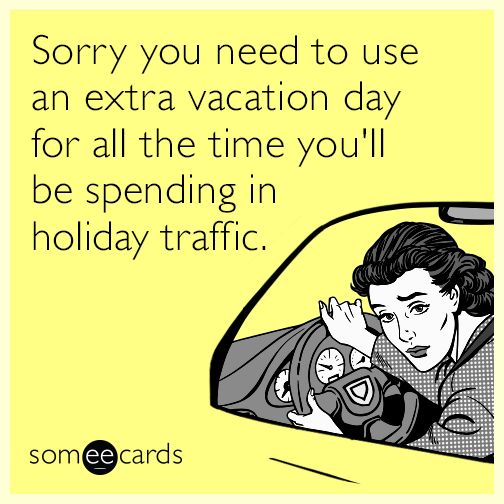 Sorry you need to use
an extra vacation day
for all the time you'll
be spending in
holiday traffic.
someecards